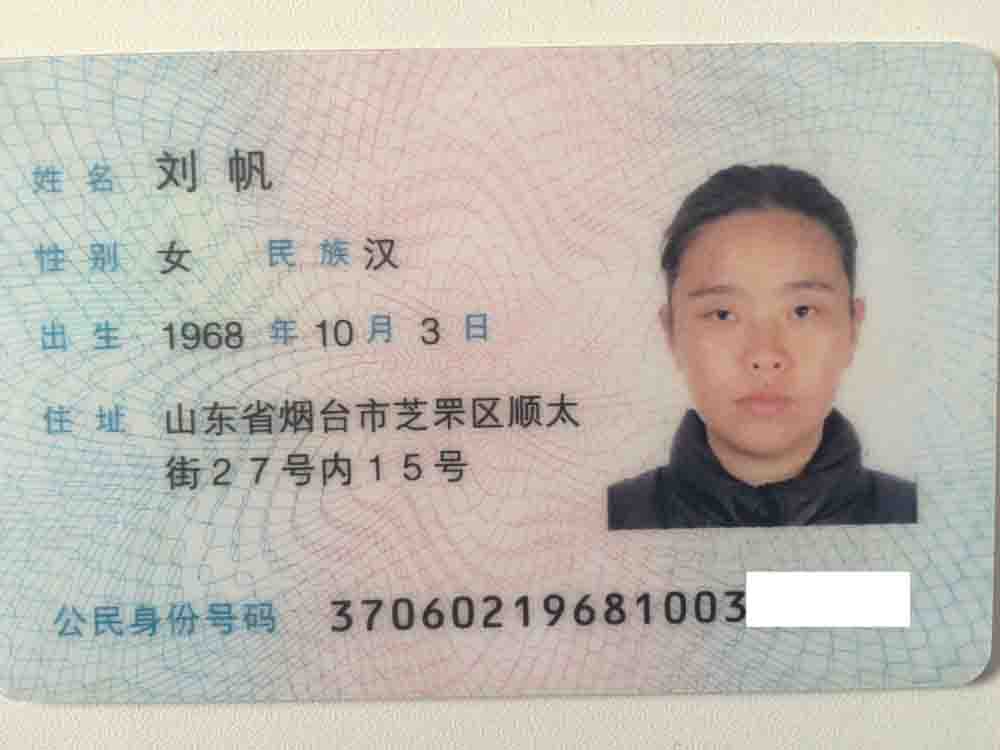 姓名 刘帆
性别 女 民族 汉
出生 1968 年 10 月 3 日
住址 山东省烟台市芝罘区顺太
街27号内15号
公民身份号码 37060219681003